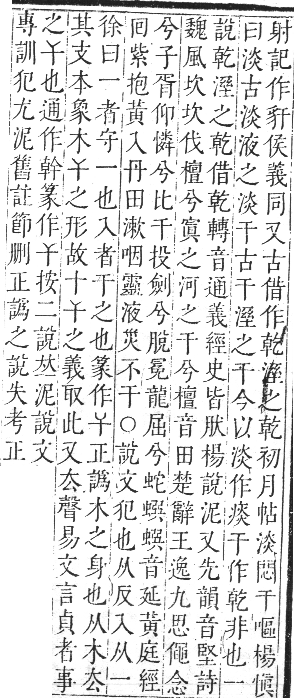 射記作豻侯義同又古借作乾溼之乾初月帖淡悶干嘔楊愼
曰淡古淡液之淡干古干溼之干今以淡作痰干作乾非也一
說乾溼之乾借乾轉音通義經史皆肰楊說泥又先韻音堅詩
魏風坎坎伐檀兮寘之河之干兮檀音田楚辭王逸九思僶念
兮子胥仰憐兮比干投劍兮脫冕龍屈兮蛇蜒蜒音延黃庭經
回紫抱黃入丹田漱咽靈液災不干○說文犯也从反入从一
徐曰一者守一也入者干之也篆作𢆉正譌木之身也从木厺
其支本象木𢆉之形故十𢆉之義取此又厺聲易文言貞者事
之𢆉也通作幹篆作𢆉按二說𠀤泥說文
專訓犯尤泥舊註節刪正譌之說失考正